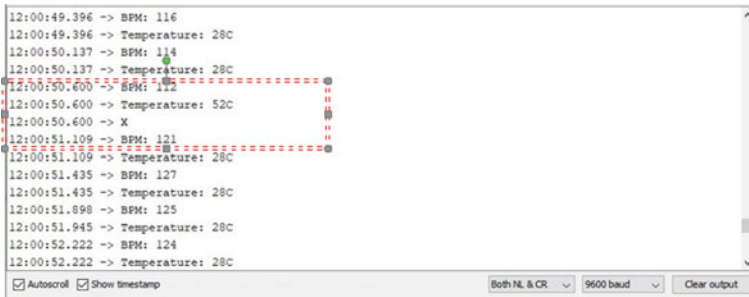 12:00:49.396 -> BPM: 116
12:00:49.396 -> Temperature: 28C
12:00:50.137 -> BPM: 114
12:00:50.137 -> Temperature: 28C
12:00:50.600 -> BPM: 112
12:00:50.600 -> Temperature: 52C
12:00:50.600 -> X
12:00:51.109 -> BPM: 121
12:00:51.109 -> Temperature: 28C
12:00:51.435 -> BPM: 127
12:00:51.435 -> Temperature: 28C
12:00:51.898 -> BPM: 125
12:00:51.945 -> Temperature: 28C
12:00:52.222 -> BPM: 124
12:00:52.222 -> Temperature: 28C
Autoscroll Show timestamp Both NL & CR 9600 baud Clear output